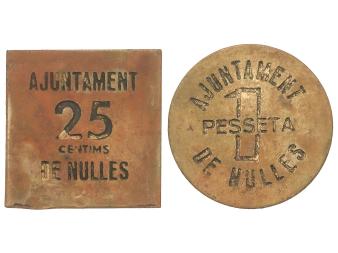 AJUNTAMENT
25
CENTIMS
DE NULLES
AJUNTAMENT
1
PESSETA
DE NULLES